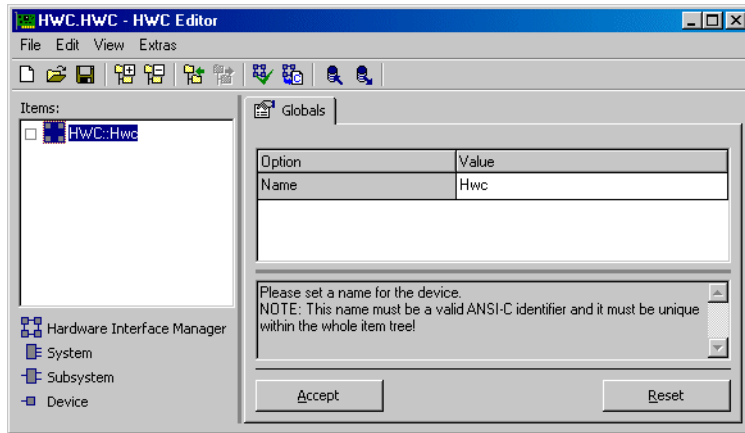 HWC.HWC - HWC Editor
File Edit View Extras
Items:
HWC::Hwc
Hardware Interface Manager
System
Subsystem
Device
Globals
Option Value
Name Hwc
Please set a name for the device.
NOTE: This name must be a valid ANSI-C identifier and it must be unique
within the whole item tree!
Accept Reset